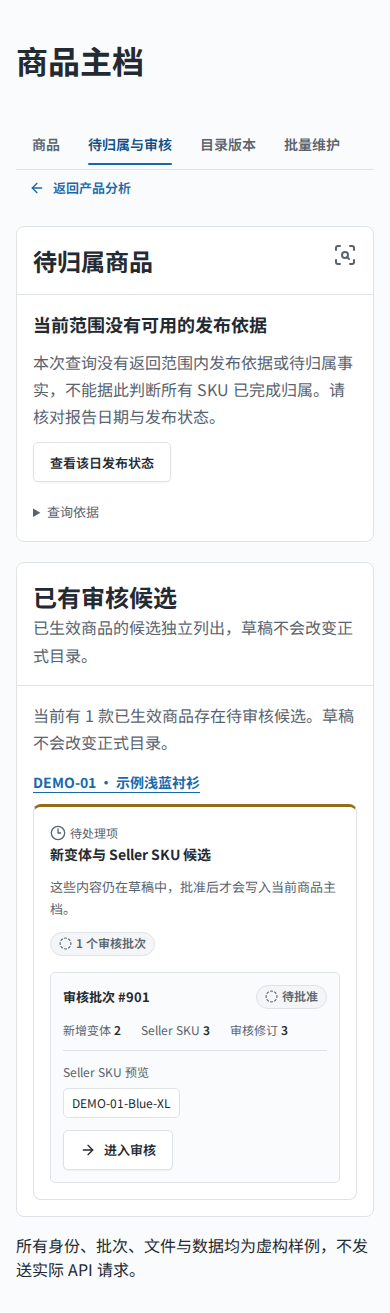 商品主档
商品 待归属与审核 目录版本 批量维护
返回产品分析
待归属商品
当前范围没有可用的发布依据
本次查询没有返回范围内发布依据或待归属事
实，不能据此判断所有 SKU 已完成归属。请
核对报告日期与发布状态。
查看该日发布状态
查询依据
已有审核候选
已生效商品的候选独立列出，草稿不会改变正
式目录。
当前有 1 款已生效商品存在待审核候选。草稿
不会改变正式目录。
DEMO-01 · 示例浅蓝衬衫
待处理项
新变体与 Seller SKU 候选
这些内容仍在草稿中，批准后才会写入当前商品主
档。
1 个审核批次
审核批次 #901 待批准
新增变体 2 Seller SKU 3 审核修订 3
Seller SKU 预览
DEMO-01-Blue-XL
进入审核
所有身份、批次、文件与数据均为虚构样例，不发
送实际 API 请求。